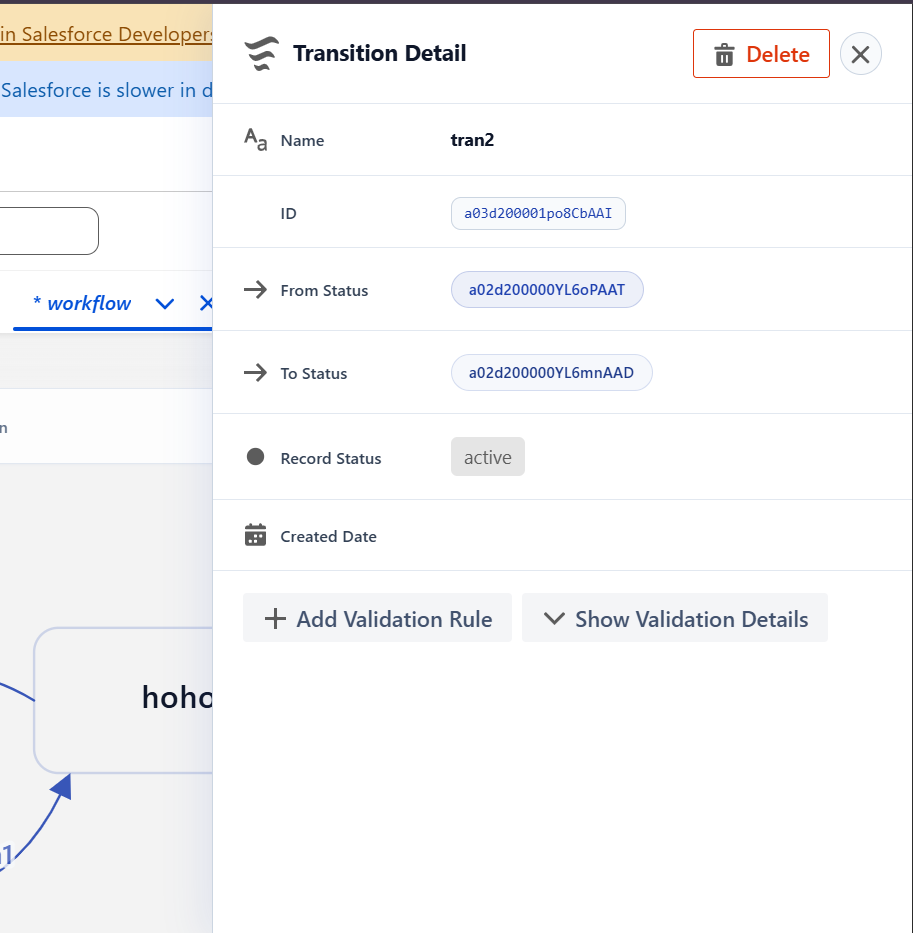 in Salesforce Developers
Salesforce is slower in d
* workflow
n
hoho
1
Transition Detail
Delete
Name
tran2
ID
a03d200001po8CbAAI
From Status
a02d200000YL6oPAAT
To Status
a02d200000YL6mnAAD
Record Status
active
Created Date
Add Validation Rule
Show Validation Details